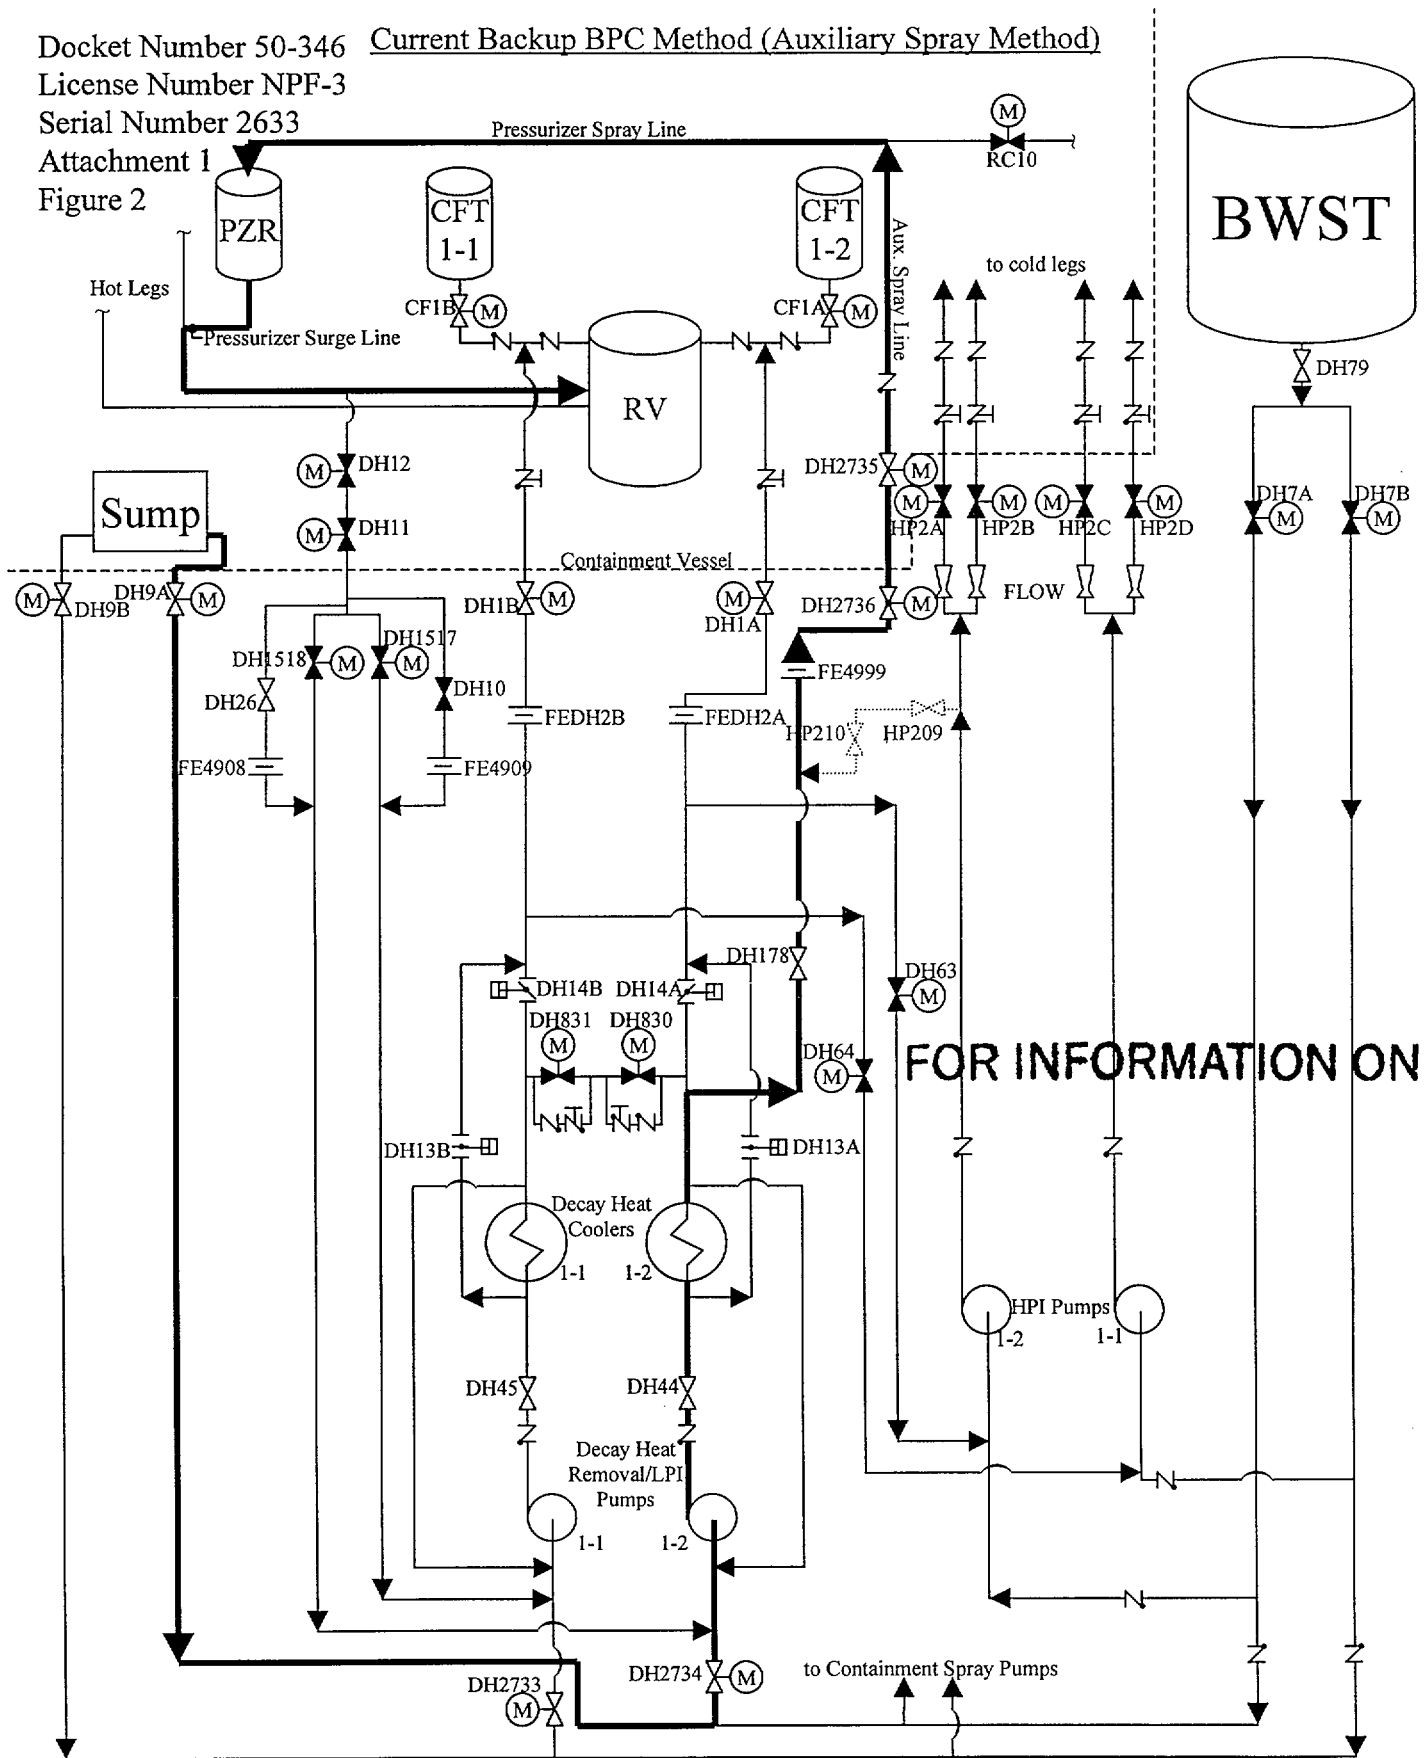 Docket Number 50-346
Current Backup BPC Method (Auxiliary Spray Method)
License Number NPF-3
Serial Number 2633
Attachment 1
Figure 2
Pressurizer Spray Line
M
RC10
PZR
CFT
1-1
CFT
1-2
BWST
Aux. Spray Line
to cold legs
Hot Legs
CF1B
M
CF1A
M
Pressurizer Surge Line
RV
DH79
M
DH12
DH2735
M
Sump
M
DH11
M
HP2A
HP2B
M
M
HP2C
HP2D
M
DH7A
M
DH7B
M
Containment Vessel
M
DH9B
DH9A
M
DH1B
M
M
DH1A
DH2736
M
FLOW
DH1518
M
DH1517
M
DH26
DH10
FE4999
FEDH2B
FEDH2A
HP210
HP209
FE4908
FE4909
DH178
DH63
M
DH14B
DH14A
DH831
M
DH830
M
DH64
M
FOR INFORMATION ON
DH13B
DH13A
Decay Heat
Coolers
1-1
1-2
HPI Pumps
1-2
1-1
DH45
DH44
Decay Heat
Removal/LPI
Pumps
1-1
1-2
DH2733
M
DH2734
M
to Containment Spray Pumps